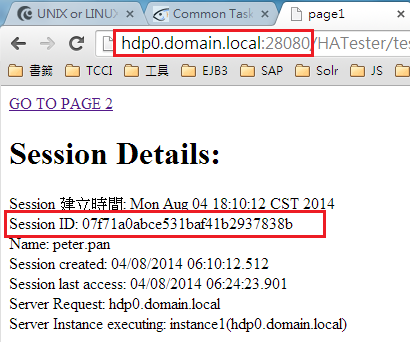 UNIX or LINUX
Common Task
page1
hdp0.domain.local:28080/HATester/tes
書籤 TCCI 工具 EJB3 SAP Solr JS
GO TO PAGE 2
Session Details:
Session 建立時間: Mon Aug 04 18:10:12 CST 2014
Session ID: 07f71a0abce531baf41b2937838b
Name: peter.pan
Session created: 04/08/2014 06:10:12.512
Session last access: 04/08/2014 06:24:23.901
Server Request: hdp0.domain.local
Server Instance executing: instance1(hdp0.domain.local)